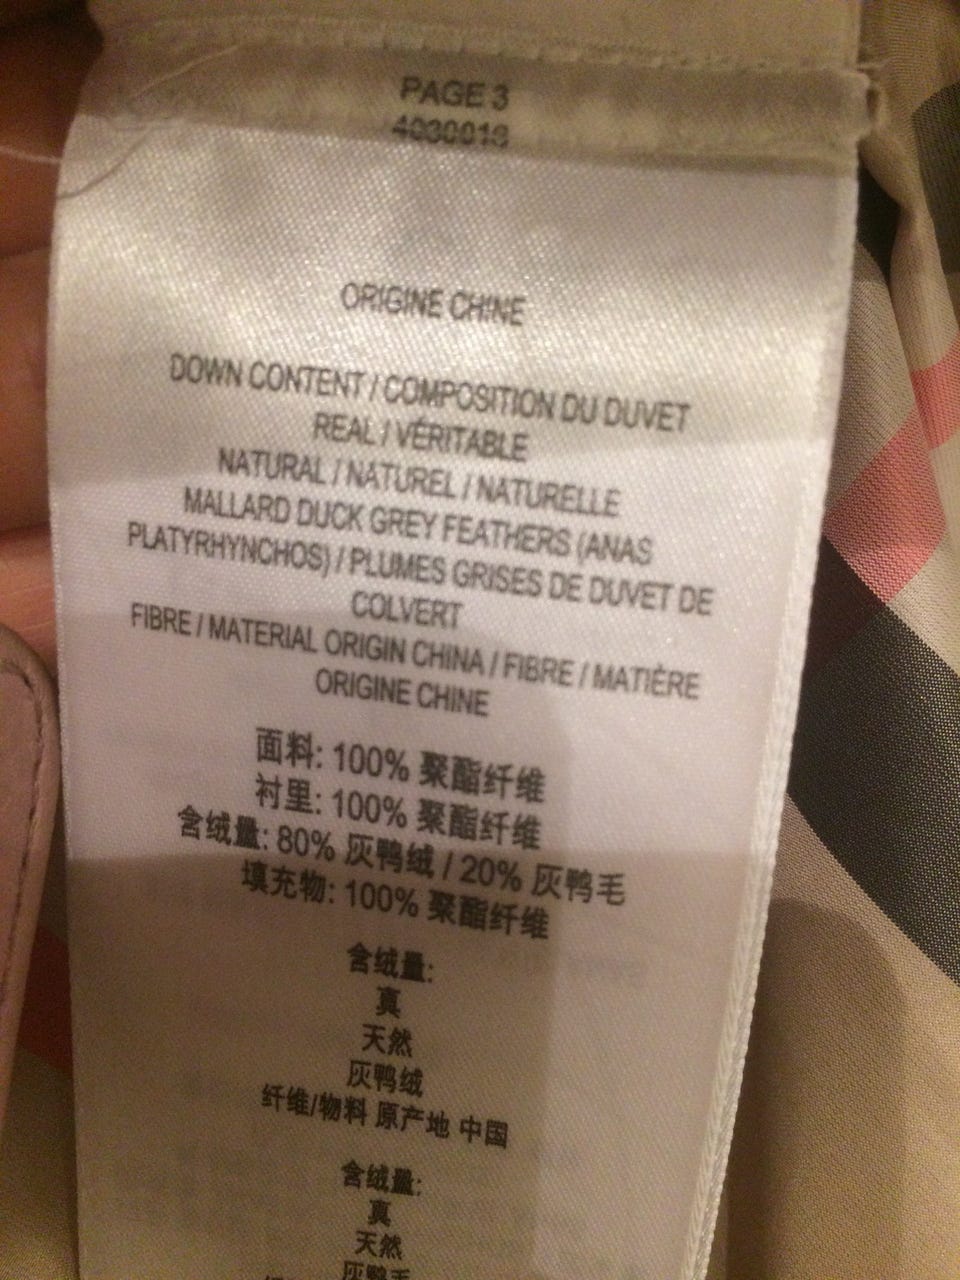 PAGE 3
4030018
ORIGINE CHINE
DOWN CONTENT / COMPOSITION DU DUVET
REAL / VÉRITABLE
NATURAL / NATUREL / NATURELLE
MALLARD DUCK GREY FEATHERS (ANAS
PLATYRHYNCHOS) / PLUMES GRISES DE DUVET DE
COLVERT
FIBRE / MATERIAL ORIGIN CHINA / FIBRE / MATIÈRE
ORIGINE CHINE
面料: 100% 聚酯纤维
衬里: 100% 聚酯纤维
含绒量: 80% 灰鸭绒 / 20% 灰鸭毛
填充物: 100% 聚酯纤维
含绒量:
真
天然
灰鸭绒
纤维/物料 原产地 中国
含绒量:
真
天然
灰鸭毛